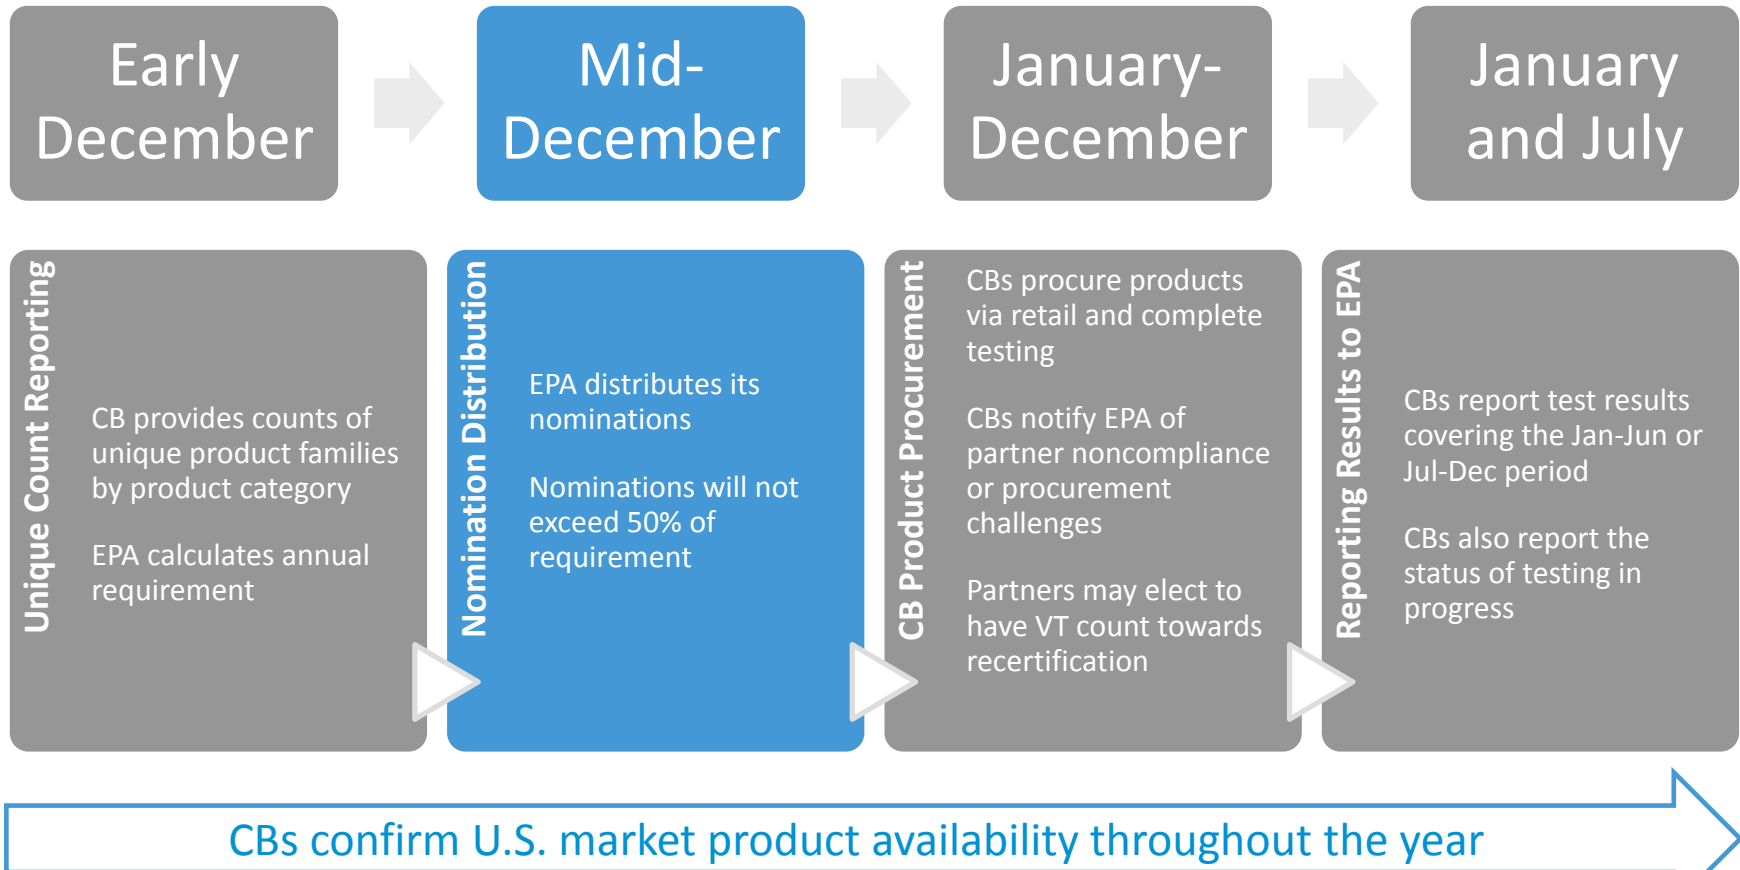 Early
December
Mid-
December
January-
December
January
and July
Unique Count Reporting
CB provides counts of
unique product families
by product category
EPA calculates annual
requirement
Nomination Distribution
EPA distributes its
nominations
Nominations will not
exceed 50% of
requirement
CB Product Procurement
CBs procure products
via retail and complete
testing
CBs notify EPA of
partner noncompliance
or procurement
challenges
Partners may elect to
have VT count towards
recertification
Reporting Results to EPA
CBs report test results
covering the Jan-Jun or
Jul-Dec period
CBs also report the
status of testing in
progress
CBs confirm U.S. market product availability throughout the year